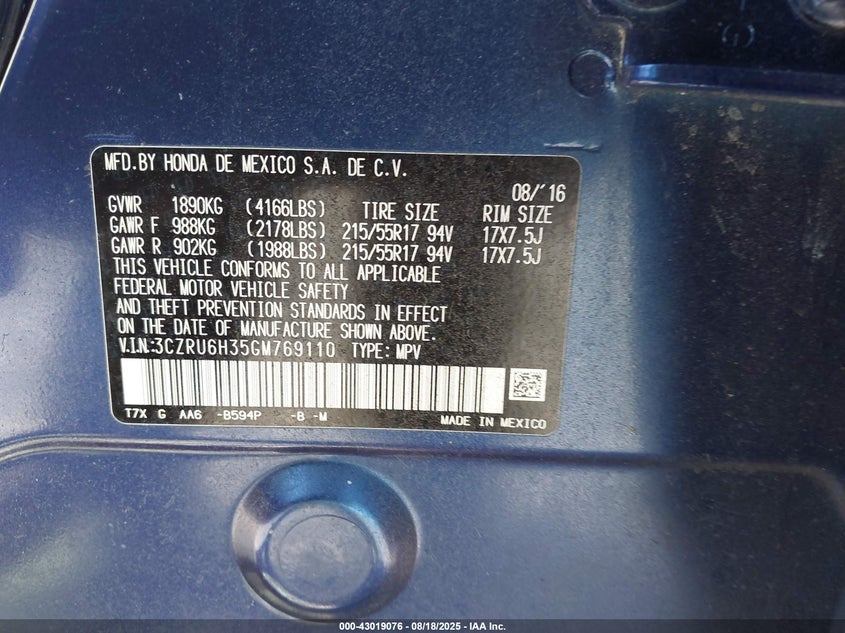 MFD.BY HONDA DE MEXICO S.A. DE C.V.
08/'16
GVWR 1890KG (4166LBS) TIRE SIZE RIM SIZE
GAWR F 988KG (2178LBS) 215/55R17 94V 17X7.5J
GAWR R 902KG (1988LBS) 215/55R17 94V 17X7.5J
THIS VEHICLE CONFORMS TO ALL APPLICABLE
FEDERAL MOTOR VEHICLE SAFETY
AND THEFT PREVENTION STANDARDS IN EFFECT
ON THE DATE OF MANUFACTURE SHOWN ABOVE.
V.I.N:3CZRU6H35GM769110 TYPE: MPV
T7X G AA6 -B594P -B -M
MADE IN MEXICO
000-43019076 / 08/18/2025 - IAA Inc.